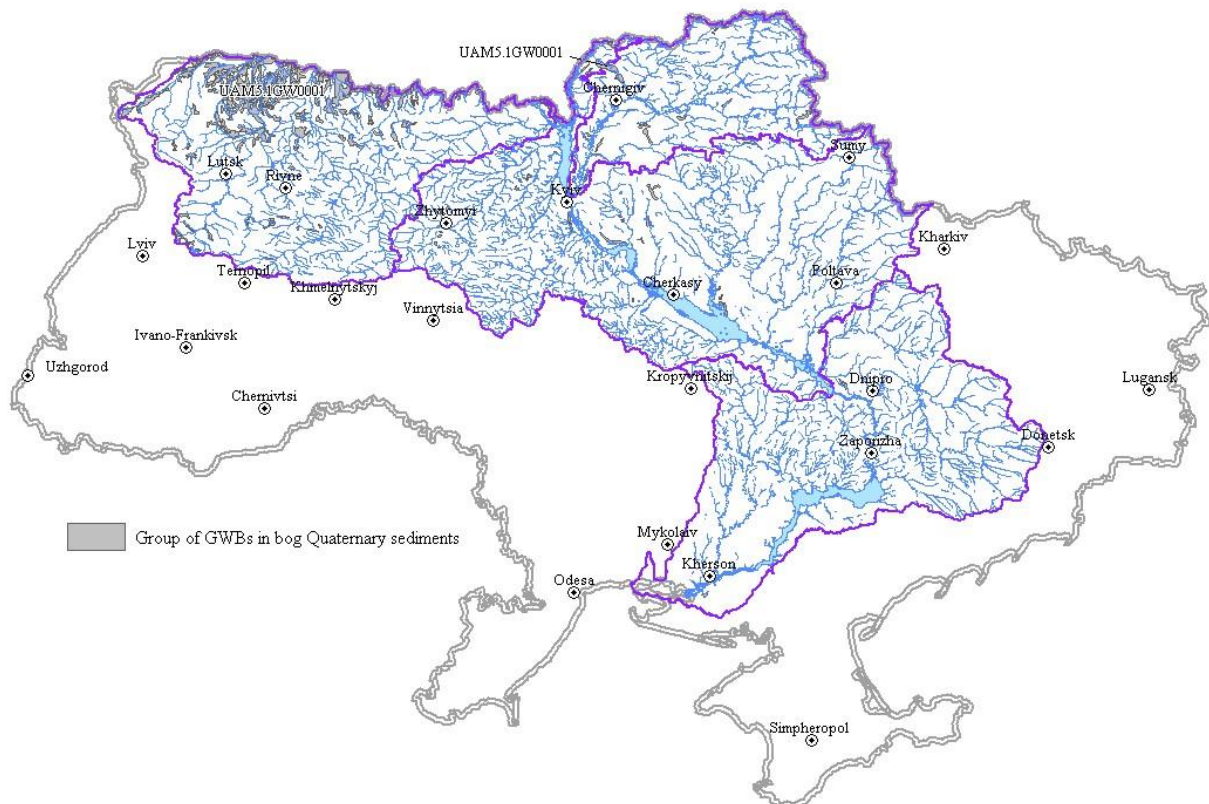 UAM5.1GW0001
UAM5.1GW0001
Chernigiv
Sumy
Lutsk
Rivne
Kyiv
Zhytomyi
Kharkiv
Lviv
Ternopil
Khmelnytskyj
Cherkasy
Poltava
Vinnytsia
Ivano-Frankivsk
Uzhgorod
Kropyvnitskij
Dnipro
Lugansk
Chernivtsi
Zaporizha
Donetsk
Group of GWBs in bog Quaternary sediments
Mykolaiv
Kherson
Odesa
Simpheropol